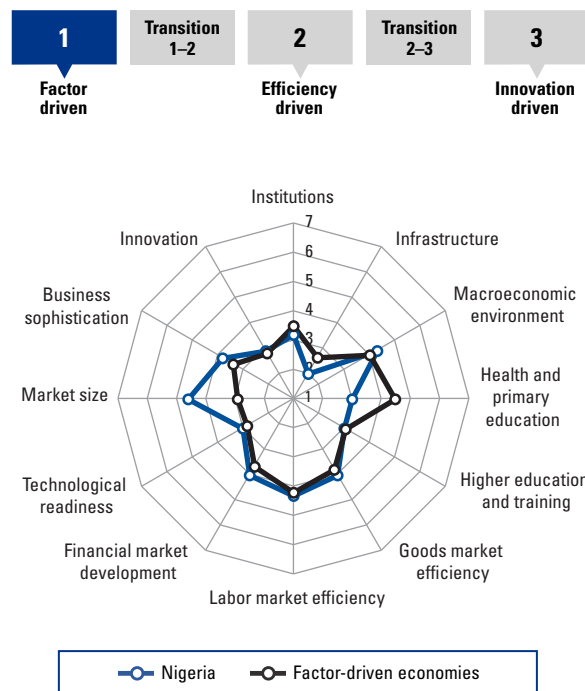 1
Transition
1–2
2
Transition
2–3
3
Factor
driven
Efficiency
driven
Innovation
driven
Institutions
7
Innovation
6
Infrastructure
5
Business
sophistication
4
Macroeconomic
environment
3
2
Market size
1
Health and
primary
education
Technological
readiness
Higher education
and training
Financial market
development
Goods market
efficiency
Labor market efficiency
Nigeria
Factor-driven economies